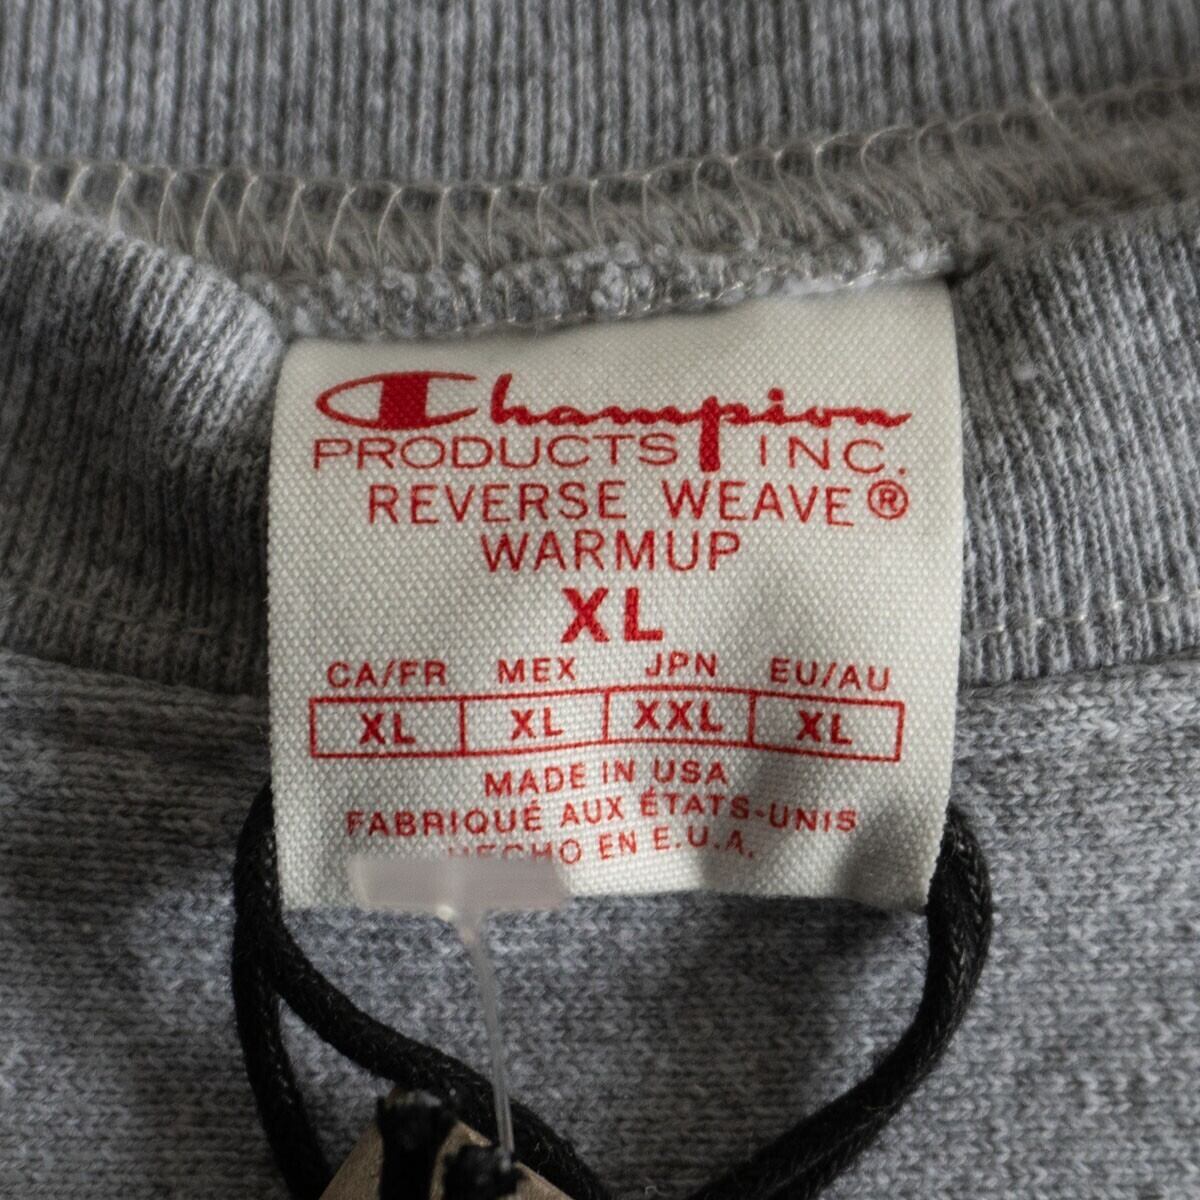 Champion
PRODUCTS INC.
REVERSE WEAVE®
WARMUP
XL
CA/FR MEX JPN EU/AU
XL XL XXL XL
MADE IN USA
FABRIQUÉ AUX ÉTATS-UNIS
HECHO EN E.U.A.